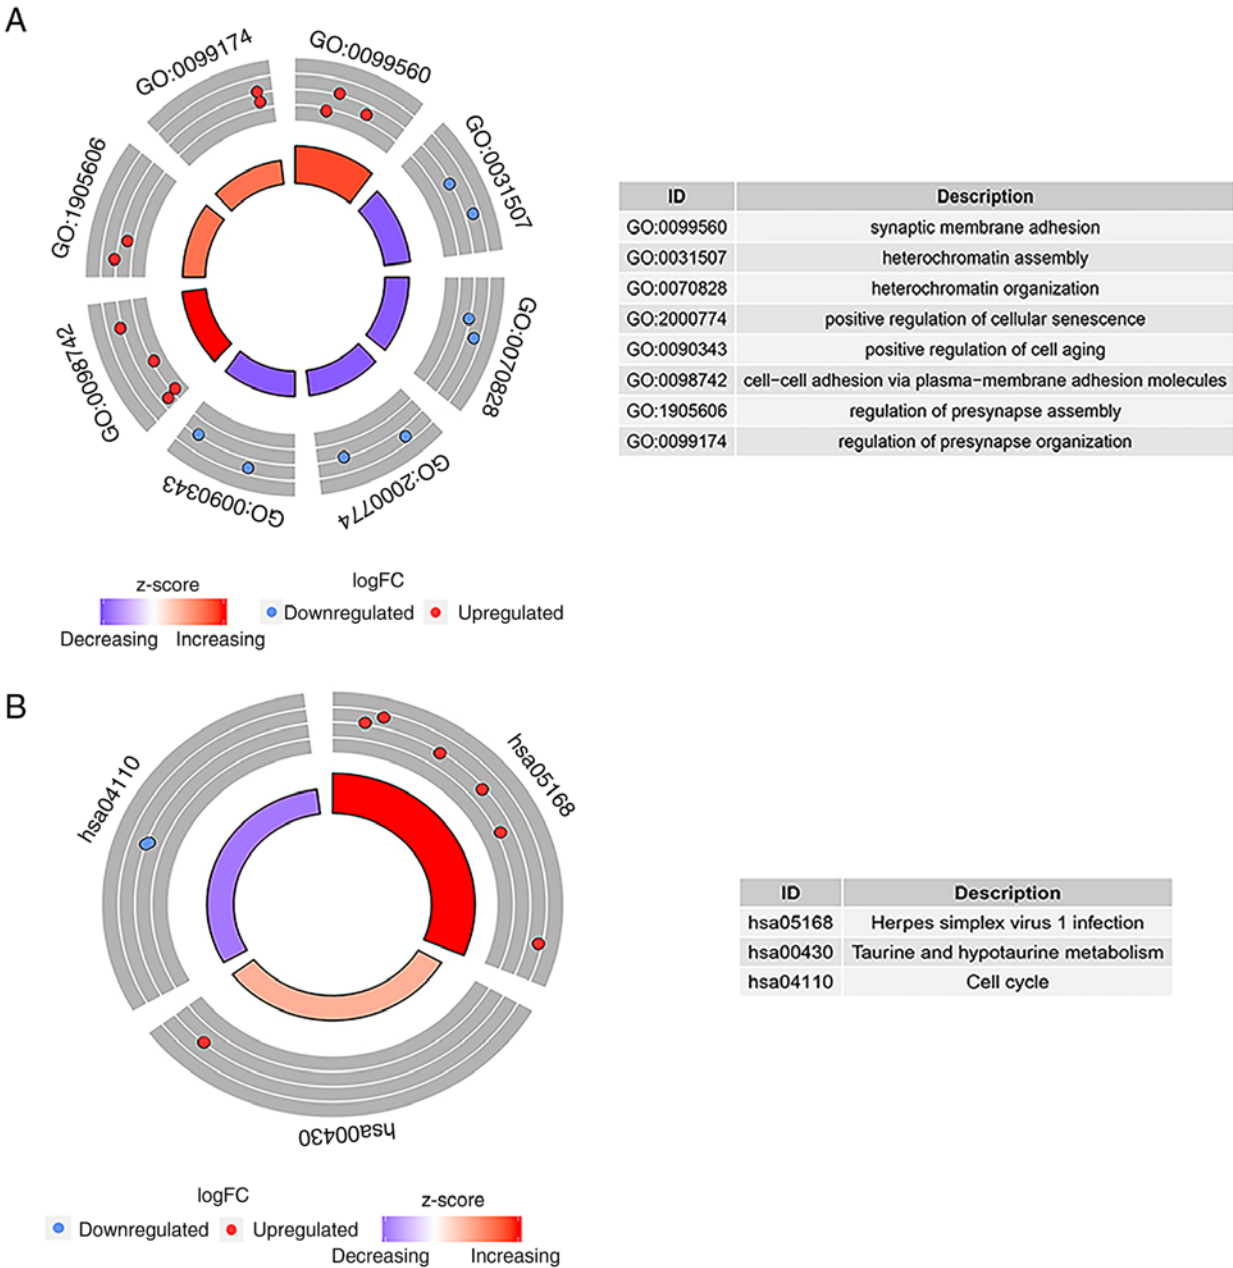 A
GO:0099174
GO:0099560
GO:1905606
GO:0031507
GO:0098742
GO:0070828
GO:0090343
GO:2000774
ID Description
GO:0099560 synaptic membrane adhesion
GO:0031507 heterochromatin assembly
GO:0070828 heterochromatin organization
GO:2000774 positive regulation of cellular senescence
GO:0090343 positive regulation of cell aging
GO:0098742 cell−cell adhesion via plasma−membrane adhesion molecules
GO:1905606 regulation of presynapse assembly
GO:0099174 regulation of presynapse organization
z-score
Decreasing Increasing
logFC
Downregulated Upregulated
B
hsa04110
hsa05168
hsa00430
ID Description
hsa05168 Herpes simplex virus 1 infection
hsa00430 Taurine and hypotaurine metabolism
hsa04110 Cell cycle
logFC
Downregulated Upregulated
z-score
Decreasing Increasing